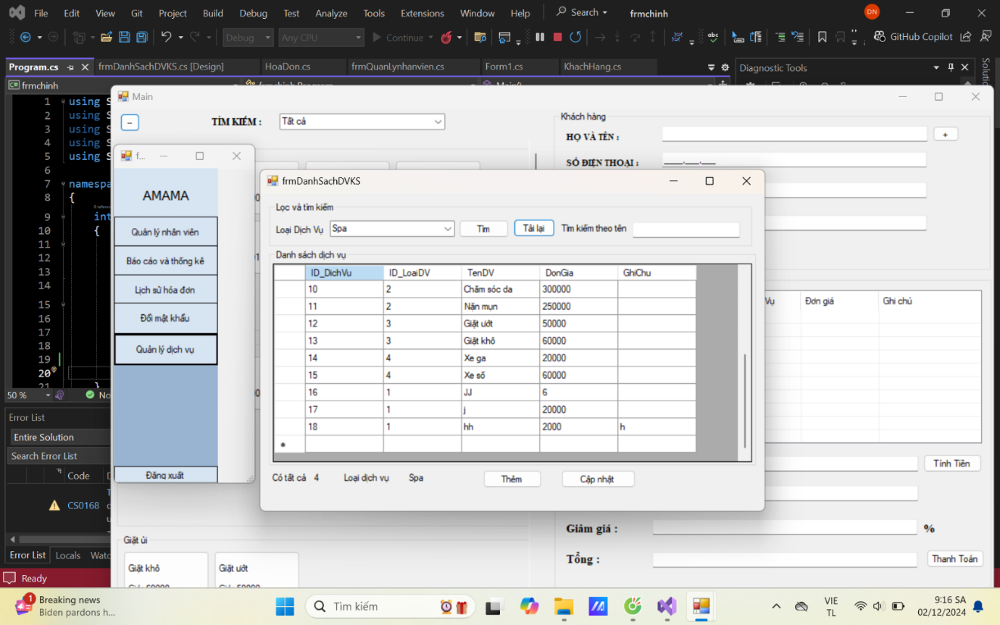 File Edit View Git Project Build Debug Test Analyze Tools Extensions Window Help Search frmchinh DN
Debug Any CPU Continue GitHub Copilot
Program.cs frmDanhSachDVKS.cs [Design] HoaDon.cs frmQuanLynhanvien.cs Form1.cs KhachHang.cs Diagnostic Tools
frmchinh
Main
TÌM KIẾM : Tất cả
Khách hàng
HỌ VÀ TÊN : +
SỐ ĐIỆN THOẠI :
1 using S
2 using S
3 using S
4 using S
5 using S
6
7 namespa
8 {
9 int
10 {
11
12
13
14
15
16
17
18
19
20
21 }
50 % No
f...
AMAMA
Quản lý nhân viên
Báo cáo và thống kê
Lịch sử hóa đơn
Đổi mật khẩu
Quản lý dịch vụ
Đăng xuất
frmDanhSachDVKS
Lọc và tìm kiếm
Loại Dịch Vụ Spa Tìm Tải lại Tìm kiếm theo tên
Danh sách dịch vụ
ID_DichVu ID_LoaiDV TenDV DonGia GhiChu
10 2 Chăm sóc da 300000
11 2 Nặn mụn 250000
12 3 Giặt ướt 50000
13 3 Giặt khô 60000
14 4 Xe ga 20000
15 4 Xe số 60000
16 1 JJ 6
17 1 j 20000
18 1 hh 2000 h
*
Có tất cả 4 Loại dịch vụ Spa Thêm Cập nhật
Vụ Đơn giá Ghi chú
Tính Tiền
Giảm giá : %
Tổng : Thanh Toán
Error List
Entire Solution
Search Error List
Code
CS0168
Error List Locals Watc
Ready
Giặt ủi
Giặt khô Giặt ướt
Giá: 60000 Giá: 50000
1 Breaking news
Biden pardons h...
Tìm kiếm
VIE
TL
9:16 SA
02/12/2024